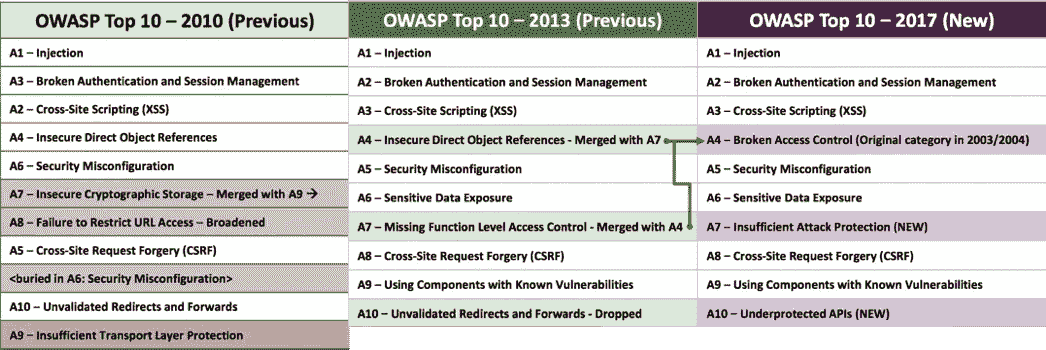 OWASP Top 10 – 2010 (Previous)
A1 – Injection
A3 – Broken Authentication and Session Management
A2 – Cross-Site Scripting (XSS)
A4 – Insecure Direct Object References
A6 – Security Misconfiguration
A7 – Insecure Cryptographic Storage – Merged with A9 →
A8 – Failure to Restrict URL Access – Broadened
A5 – Cross-Site Request Forgery (CSRF)
<buried in A6: Security Misconfiguration>
A10 – Unvalidated Redirects and Forwards
A9 – Insufficient Transport Layer Protection
OWASP Top 10 – 2013 (Previous)
A1 – Injection
A2 – Broken Authentication and Session Management
A3 – Cross-Site Scripting (XSS)
A4 – Insecure Direct Object References - Merged with A7
A5 – Security Misconfiguration
A6 – Sensitive Data Exposure
A7 – Missing Function Level Access Control - Merged with A4
A8 – Cross-Site Request Forgery (CSRF)
A9 – Using Components with Known Vulnerabilities
A10 – Unvalidated Redirects and Forwards - Dropped
OWASP Top 10 – 2017 (New)
A1 – Injection
A2 – Broken Authentication and Session Management
A3 – Cross-Site Scripting (XSS)
A4 – Broken Access Control (Original category in 2003/2004)
A5 – Security Misconfiguration
A6 – Sensitive Data Exposure
A7 – Insufficient Attack Protection (NEW)
A8 – Cross-Site Request Forgery (CSRF)
A9 – Using Components with Known Vulnerabilities
A10 – Underprotected APIs (NEW)